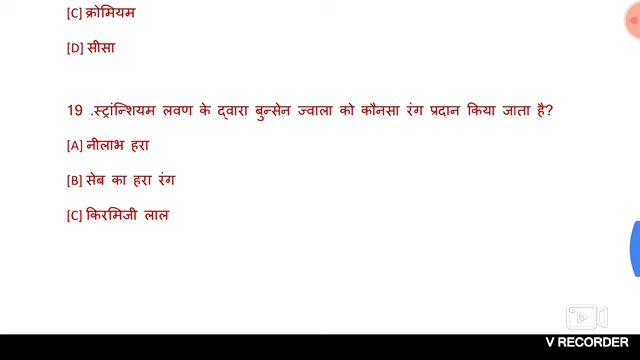 [C] क्रोमियम
[D] सीसा
19 .स्ट्रांन्शियम लवण के द्वारा बुन्सेन ज्वाला को कौनसा रंग प्रदान किया जाता है?
[A] नीलाभ हरा
[B] सेब का हरा रंग
[C] किरमिजी लाल
V RECORDER